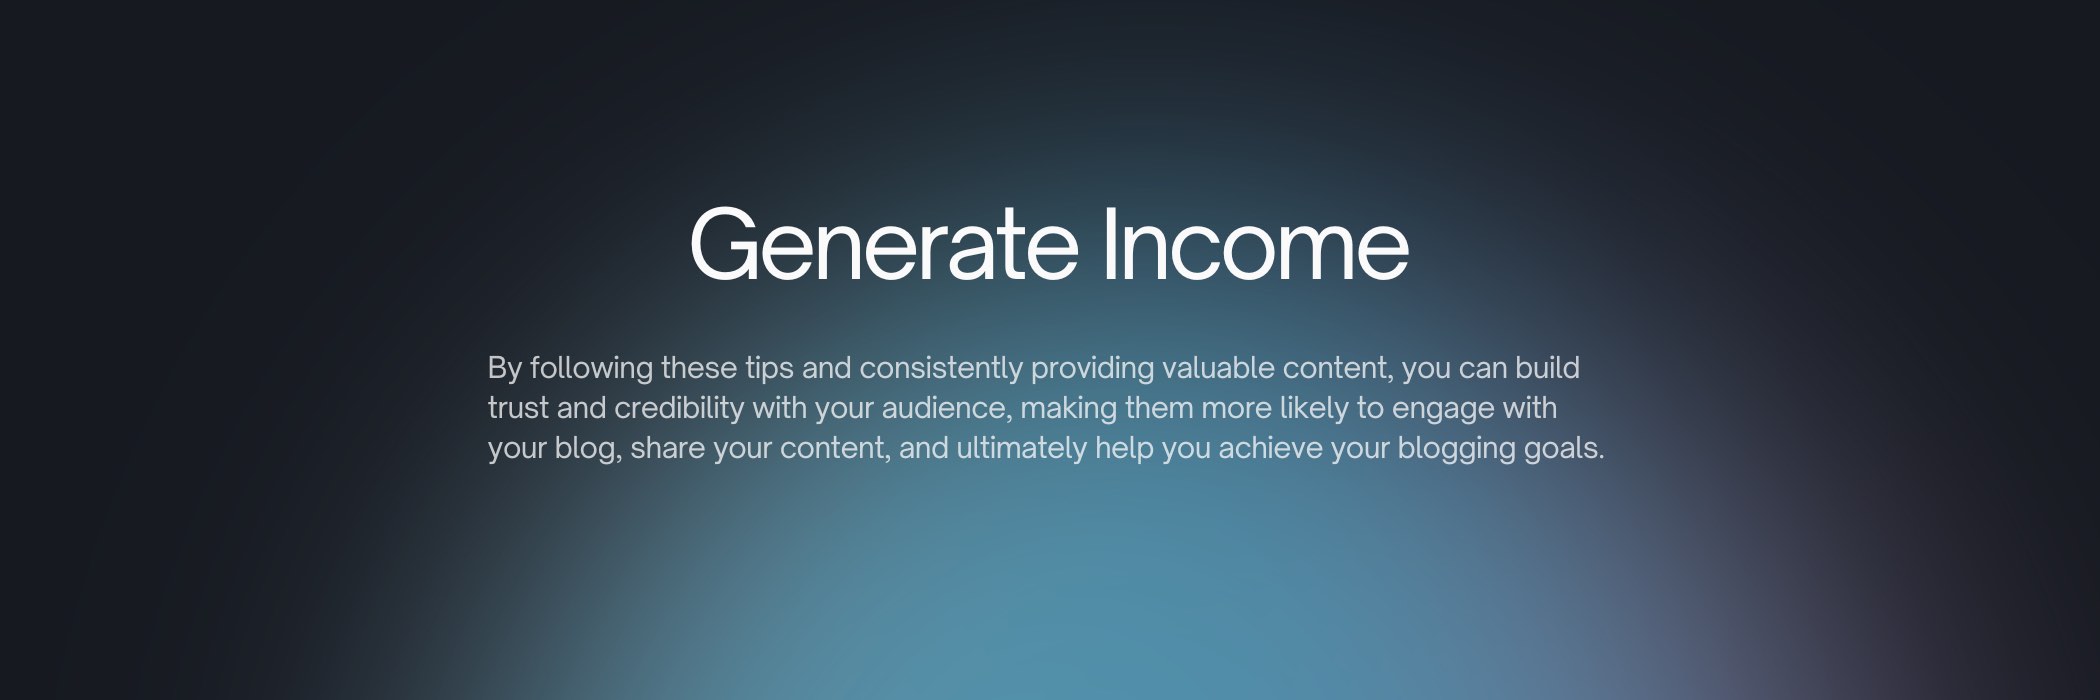 Generate Income
By following these tips and consistently providing valuable content, you can build
trust and credibility with your audience, making them more likely to engage with
your blog, share your content, and ultimately help you achieve your blogging goals.